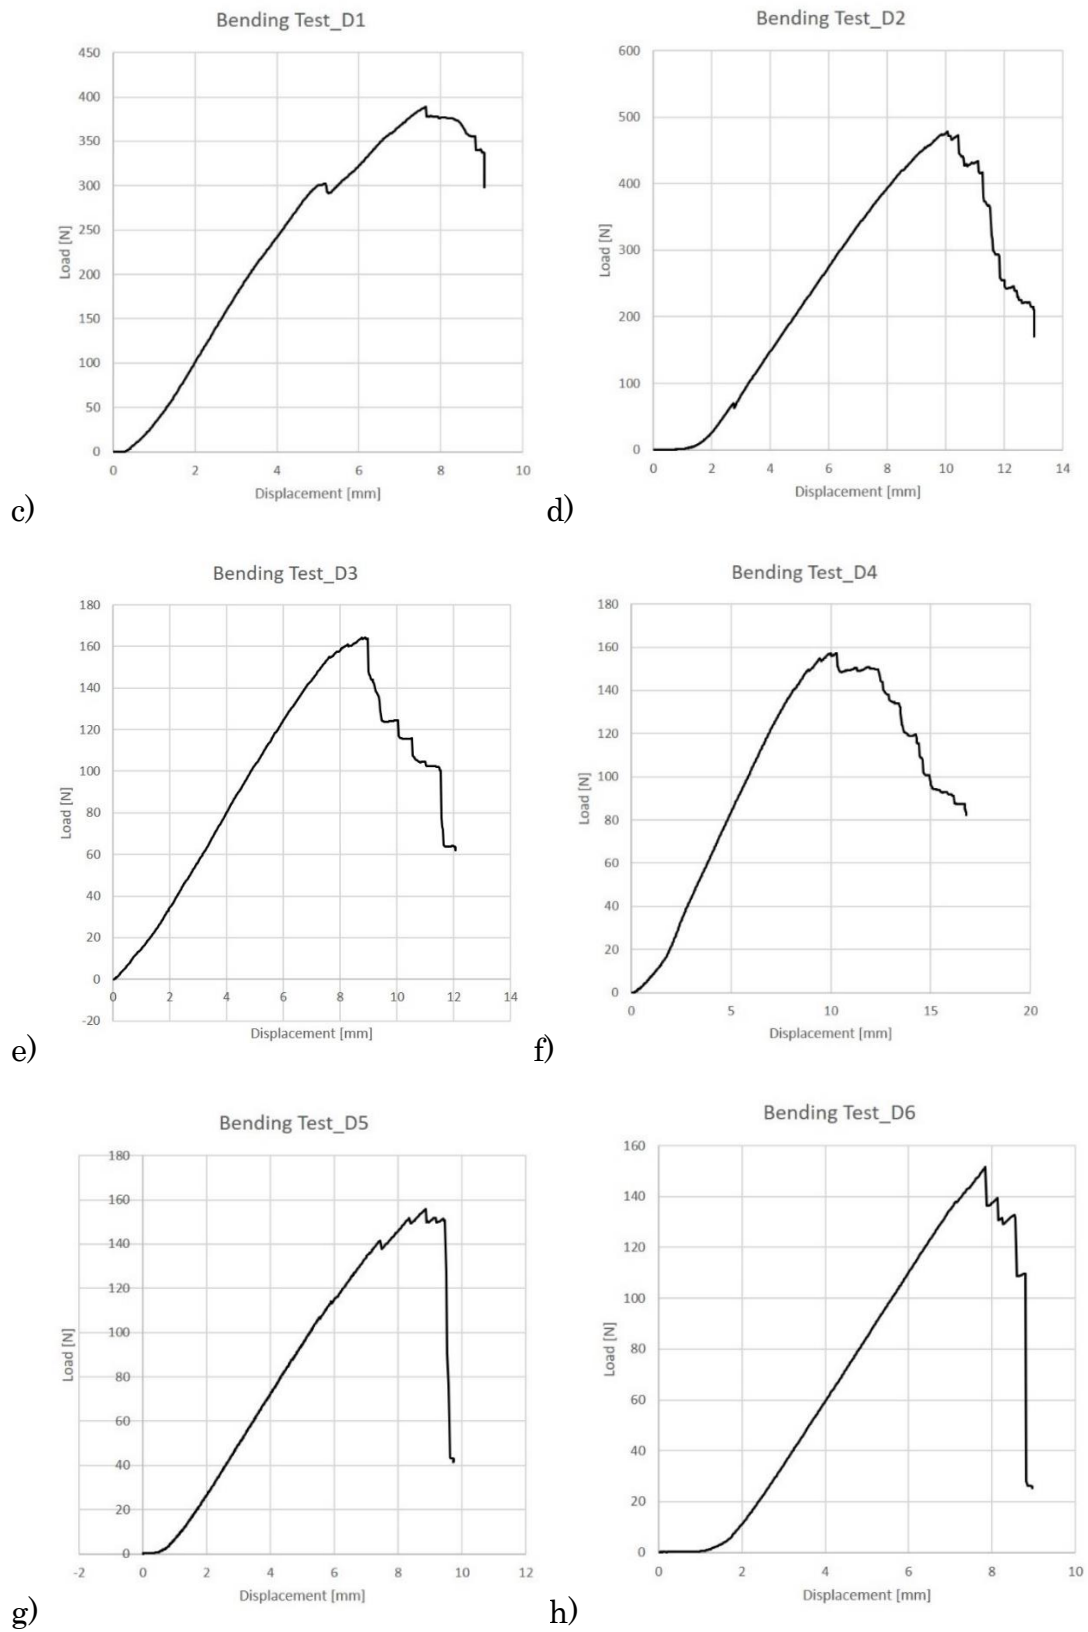 Bending Test_D1
450
400
350
300
250
200
150
100
50
0
Load [N]
0 2 4 6 8 10
Displacement [mm]
c)
Bending Test_D2
600
500
400
300
200
100
0
Load [N]
0 2 4 6 8 10 12 14
Displacement [mm]
d)
Bending Test_D3
180
160
140
120
100
80
60
40
20
0
-20
Load [N]
0 2 4 6 8 10 12 14
Displacement [mm]
e)
Bending Test_D4
180
160
140
120
100
80
60
40
20
0
Load [N]
0 5 10 15 20
Displacement [mm]
f)
Bending Test_D5
180
160
140
120
100
80
60
40
20
0
Load [N]
-2 0 2 4 6 8 10 12
Displacement [mm]
g)
Bending Test_D6
160
140
120
100
80
60
40
20
0
Load [N]
0 2 4 6 8 10
Displacement [mm]
h)